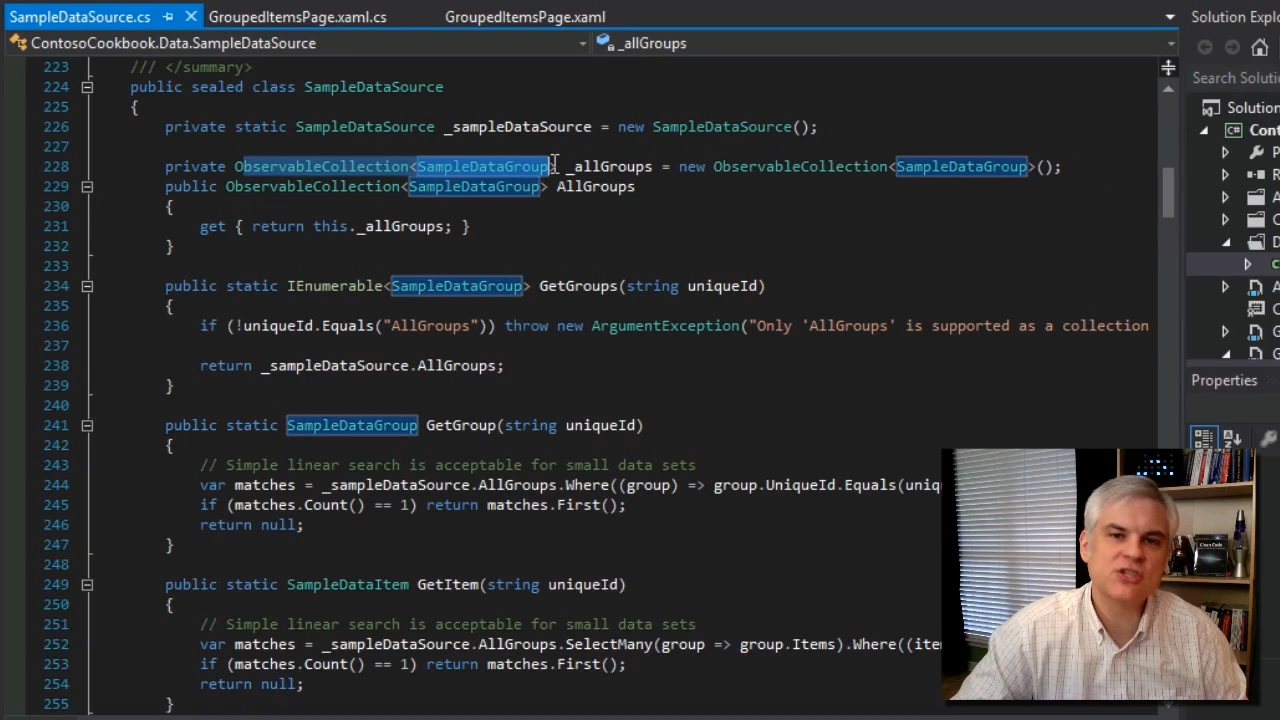 SampleDataSource.cs GroupedItemsPage.xaml.cs GroupedItemsPage.xaml Solution Explo
ContosoCookbook.Data.SampleDataSource _allGroups
Search Solutio
Solution
Cont
223 /// </summary>
224 public sealed class SampleDataSource
225 {
226 private static SampleDataSource _sampleDataSource = new SampleDataSource();
227
228 private ObservableCollection<SampleDataGroup> _allGroups = new ObservableCollection<SampleDataGroup>();
229 public ObservableCollection<SampleDataGroup> AllGroups
230 {
231 get { return this._allGroups; }
232 }
233
234 public static IEnumerable<SampleDataGroup> GetGroups(string uniqueId)
235 {
236 if (!uniqueId.Equals("AllGroups")) throw new ArgumentException("Only 'AllGroups' is supported as a collection
237
238 return _sampleDataSource.AllGroups;
239 }
240
241 public static SampleDataGroup GetGroup(string uniqueId)
242 {
243 // Simple linear search is acceptable for small data sets
244 var matches = _sampleDataSource.AllGroups.Where((group) => group.UniqueId.Equals(uniq
245 if (matches.Count() == 1) return matches.First();
246 return null;
247 }
248
249 public static SampleDataItem GetItem(string uniqueId)
250 {
251 // Simple linear search is acceptable for small data sets
252 var matches = _sampleDataSource.AllGroups.SelectMany(group => group.Items).Where((item
253 if (matches.Count() == 1) return matches.First();
254 return null;
255 }
Properties